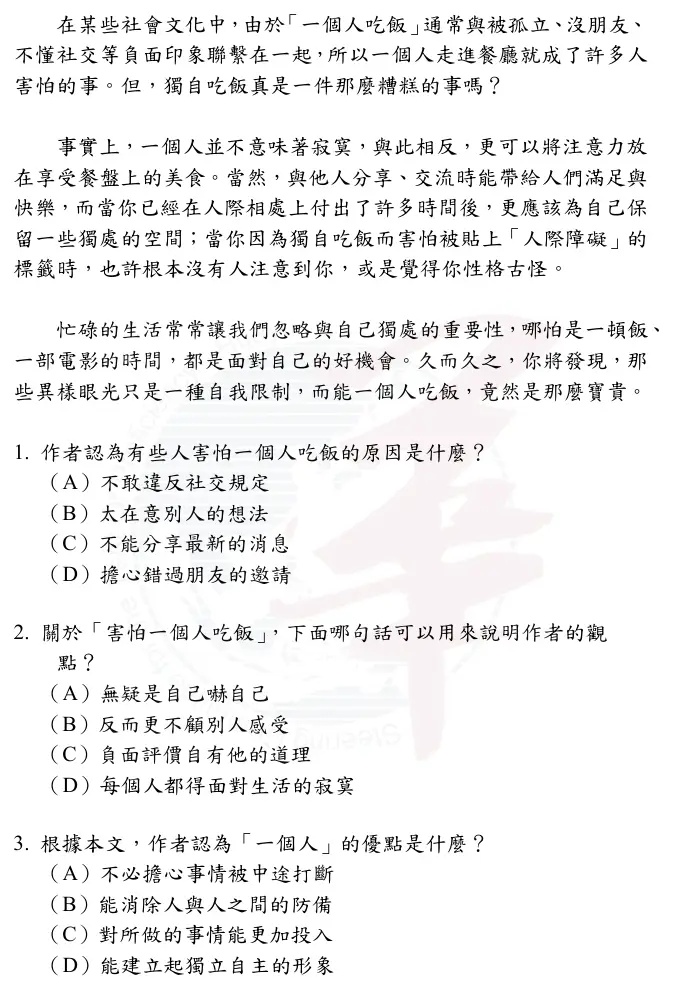 在某些社會文化中，由於「一個人吃飯」通常與被孤立、沒朋友、
不懂社交等負面印象聯繫在一起，所以一個人走進餐廳就成了許多人
害怕的事。但，獨自吃飯真是一件那麼糟糕的事嗎？
事實上，一個人並不意味著寂寞，與此相反，更可以將注意力放
在享受餐盤上的美食。當然，與他人分享、交流時能帶給人們滿足與
快樂，而當你已經在人際相處上付出了許多時間後，更應該為自己保
留一些獨處的空間；當你因為獨自吃飯而害怕被貼上「人際障礙」的
標籤時，也許根本沒有人注意到你，或是覺得你性格古怪。
忙碌的生活常常讓我們忽略與自己獨處的重要性，哪怕是一頓飯、
一部電影的時間，都是面對自己的好機會。久而久之，你將發現，那
些異樣眼光只是一種自我限制，而能一個人吃飯，竟然是那麼寶貴。
1. 作者認為有些人害怕一個人吃飯的原因是什麼？
（A）不敢違反社交規定
（B）太在意別人的想法
（C）不能分享最新的消息
（D）擔心錯過朋友的邀請
2. 關於「害怕一個人吃飯」，下面哪句話可以用來說明作者的觀
點？
（A）無疑是自己嚇自己
（B）反而更不顧別人感受
（C）負面評價自有他的道理
（D）每個人都得面對生活的寂寞
3. 根據本文，作者認為「一個人」的優點是什麼？
（A）不必擔心事情被中途打斷
（B）能消除人與人之間的防備
（C）對所做的事情能更加投入
（D）能建立起獨立自主的形象